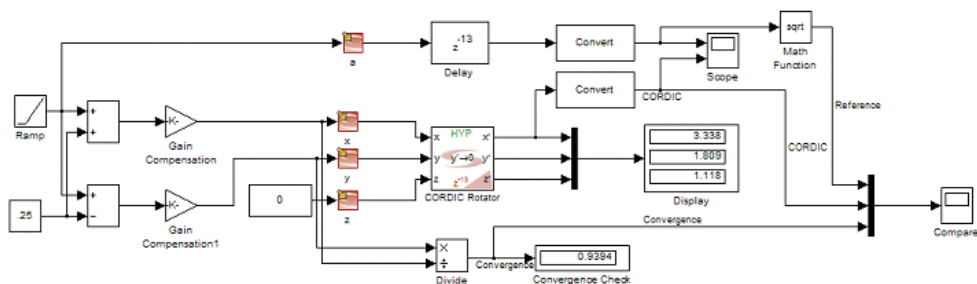 sqrt
Math
Function
-13
z
Delay
a
Convert
Scope
Convert
CORDIC
Reference
Ramp
+
+
K-
Gain
Compensation
x
HYP
x x'
y y'→0 y'
z z-13 z'
CORDIC Rotator
y
3.338
1.809
1.118
Display
CORDIC
.25
+
−
K-
Gain
Compensation1
0
z
Convergence
Compare
×
÷
Divide
Convergence
0.9394
Convergence Check